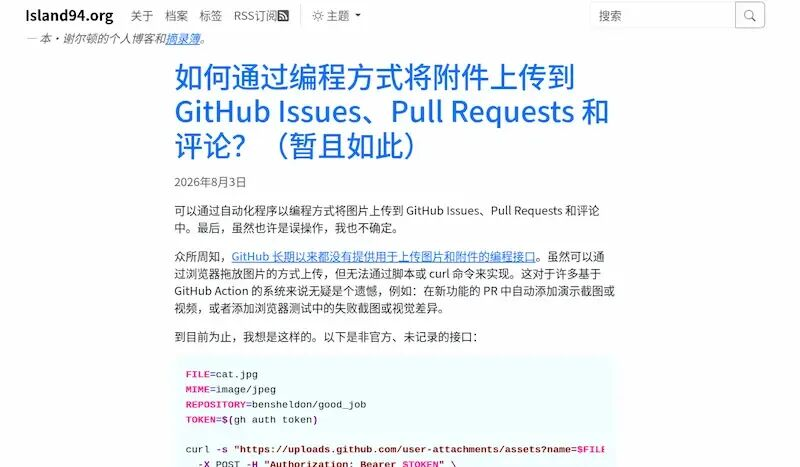 Island94.org 关于 档案 标签 RSS订阅 主题 搜索
— 本·谢尔顿的个人博客和摘录簿。
如何通过编程方式将附件上传到
GitHub Issues、Pull Requests 和
评论？（暂且如此）
2026年8月3日
可以通过自动化程序以编程方式将图片上传到 GitHub Issues、Pull Requests 和评论
中。最后，虽然也许是误操作，我也不确定。
众所周知，GitHub 长期以来都没有提供用于上传图片和附件的编程接口。虽然可以通
过浏览器拖放图片的方式上传，但无法通过脚本或 curl 命令来实现。这对于许多基于
GitHub Action 的系统来说无疑是个遗憾，例如：在新功能的 PR 中自动添加演示截图或
视频，或者添加浏览器测试中的失败截图或视觉差异。
到目前为止，我想是这样的。以下是非官方、未记录的接口：
FILE=cat.jpg
MIME=image/jpeg
REPOSITORY=bensheldon/good_job
TOKEN=$(gh auth token)
curl -s "https://uploads.github.com/user-attachments/assets?name=$FILE
-X POST -H "Authorization: Bearer $TOKEN" \